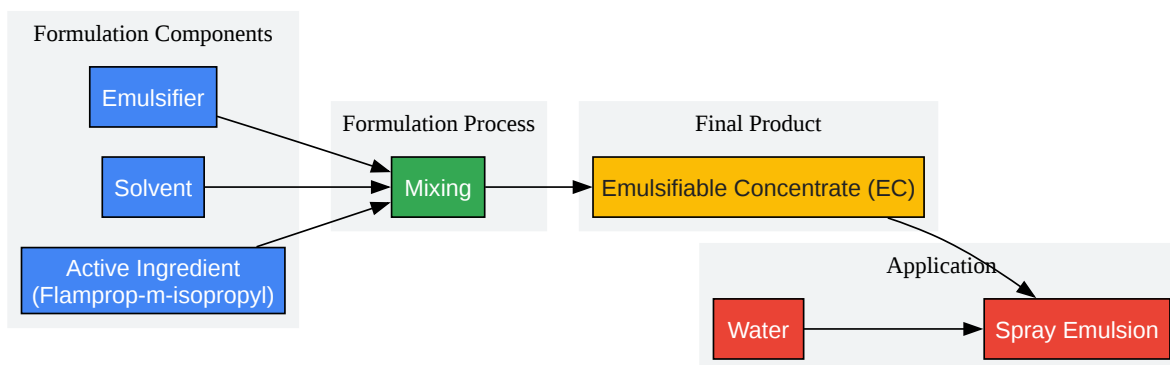 Formulation Components
Emulsifier
Solvent
Active Ingredient
(Flamprop-m-isopropyl)
Formulation Process
Mixing
Final Product
Emulsifiable Concentrate (EC)
Application
Water
Spray Emulsion